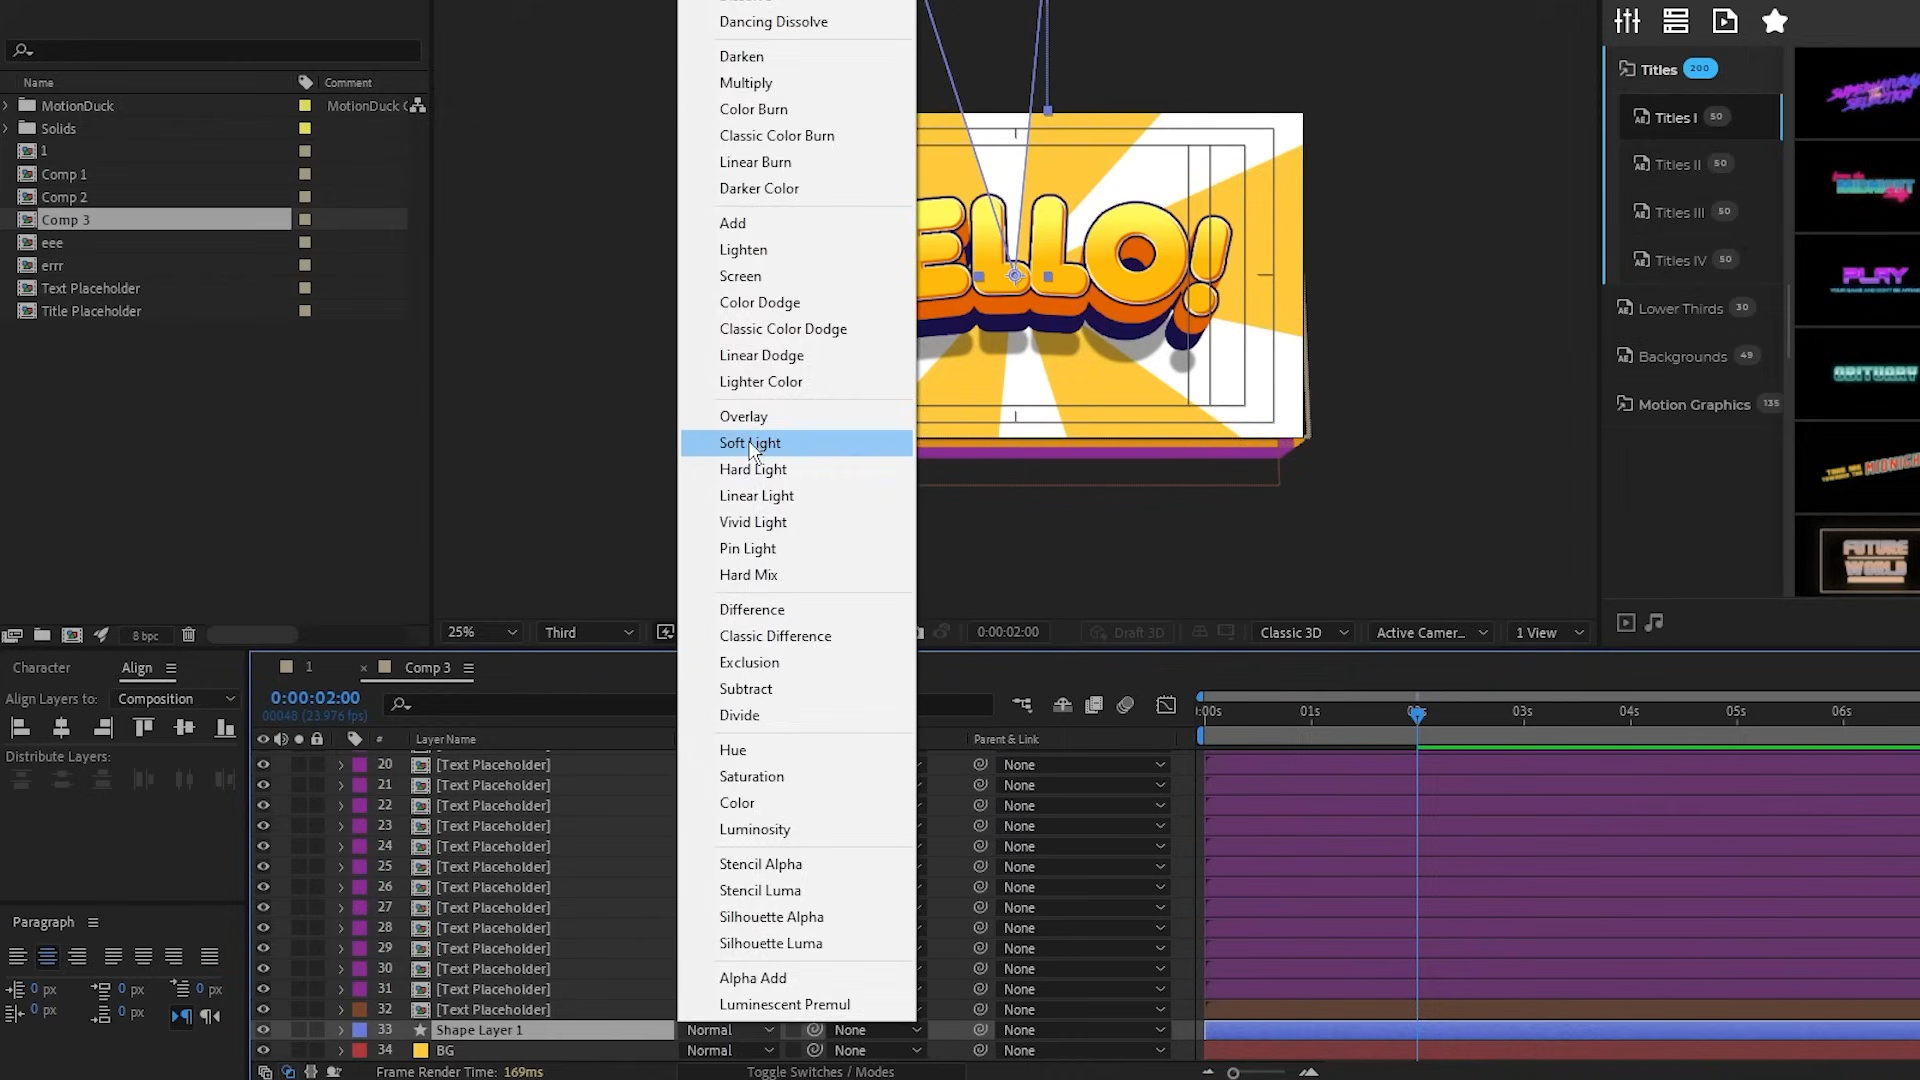 Name
Comment
MotionDuck
MotionDuck
Solids
1
Comp 1
Comp 2
Comp 3
eee
errr
Text Placeholder
Title Placeholder
8 bpc
Dancing Dissolve
Darken
Multiply
Color Burn
Classic Color Burn
Linear Burn
Darker Color
Add
Lighten
Screen
Color Dodge
Classic Color Dodge
Linear Dodge
Lighter Color
Overlay
Soft Light
Hard Light
Linear Light
Vivid Light
Pin Light
Hard Mix
Difference
Classic Difference
Exclusion
Subtract
Divide
Hue
Saturation
Color
Luminosity
Stencil Alpha
Stencil Luma
Silhouette Alpha
Silhouette Luma
Alpha Add
Luminescent Premul
ELLO!
25%
Third
0:00:02:00
Draft 3D
Classic 3D
Active Camer...
1 View
Titles 200
Titles I 50
Titles II 50
Titles III 50
Titles IV 50
Lower Thirds 30
Backgrounds 49
Motion Graphics 135
SUPERNATURAL
SELECTION
PLAY
OBITUARY
TAKE ME
TOWARDS THE MIDNIGHT
FUTURE
WORLD
Character
Align
Align Layers to: Composition
Distribute Layers:
Paragraph
0 px
0 px
0 px
0 px
0 px
1
× Comp 3
0:00:02:00
00048 (23.976 fps)
# Layer Name
Parent & Link
20 [Text Placeholder] None
21 [Text Placeholder] None
22 [Text Placeholder] None
23 [Text Placeholder] None
24 [Text Placeholder] None
25 [Text Placeholder] None
26 [Text Placeholder] None
27 [Text Placeholder] None
28 [Text Placeholder] None
29 [Text Placeholder] None
30 [Text Placeholder] None
31 [Text Placeholder] None
32 [Text Placeholder] None
33 Shape Layer 1 Normal None None
34 BG Normal None None
Frame Render Time: 169ms
Toggle Switches / Modes
:00s 01s 03s 04s 05s 06s